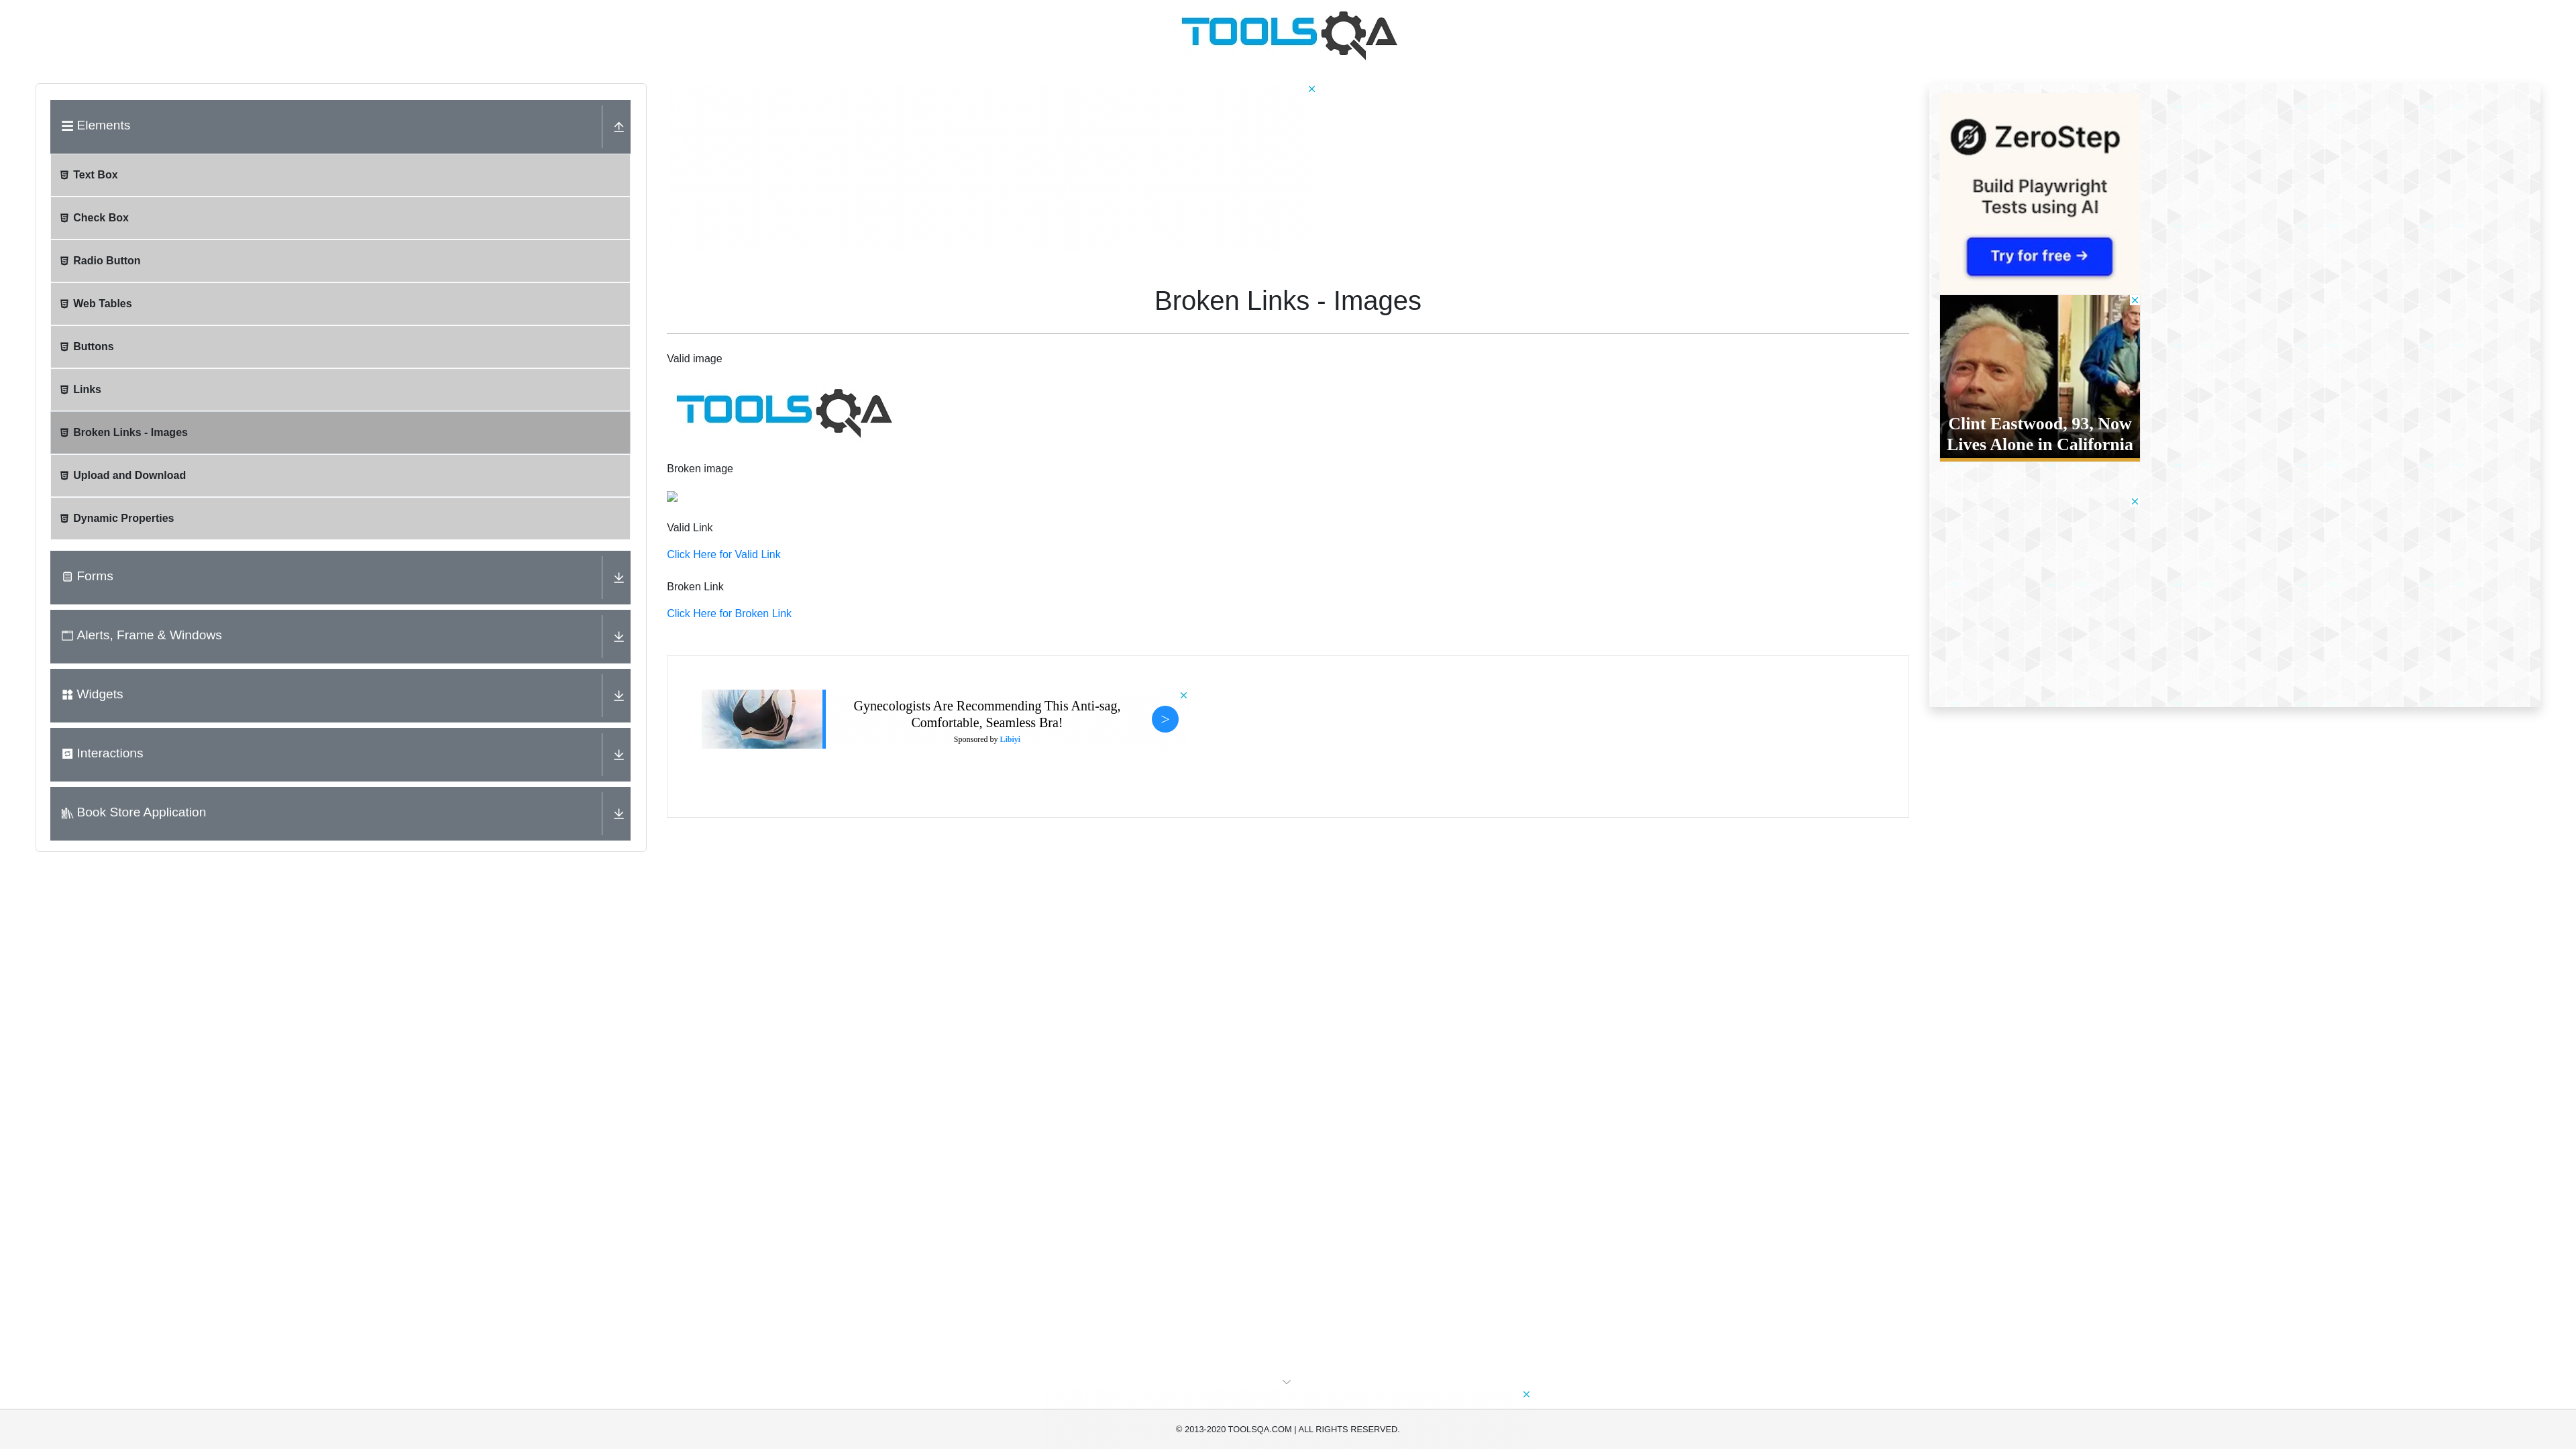 TOOLSQA
Elements
Text Box
Check Box
Radio Button
Web Tables
Buttons
Links
Broken Links - Images
Upload and Download
Dynamic Properties
Forms
Alerts, Frame & Windows
Widgets
Interactions
Book Store Application
Broken Links - Images
Valid image
TOOLSQA
Broken image
Valid Link
Click Here for Valid Link
Broken Link
Click Here for Broken Link
Gynecologists Are Recommending This Anti-sag,
Comfortable, Seamless Bra!
Sponsored by Libiyi
>
ZeroStep
Build Playwright
Tests using AI
Try for free →
Clint Eastwood, 93, Now
Lives Alone in California
© 2013-2020 TOOLSQA.COM | ALL RIGHTS RESERVED.